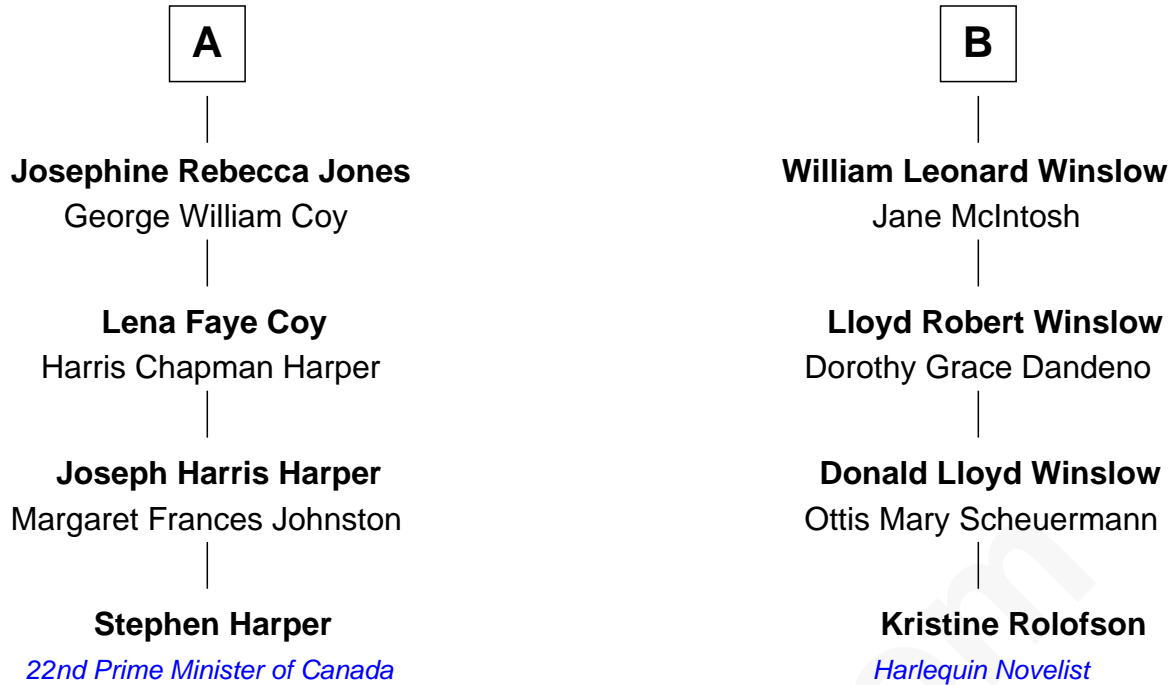 A
Josephine Rebecca Jones
George William Coy
Lena Faye Coy
Harris Chapman Harper
Joseph Harris Harper
Margaret Frances Johnston
Stephen Harper
22nd Prime Minister of Canada
B
William Leonard Winslow
Jane McIntosh
Lloyd Robert Winslow
Dorothy Grace Dandeno
Donald Lloyd Winslow
Ottis Mary Scheuermann
Kristine Rolofson
Harlequin Novelist